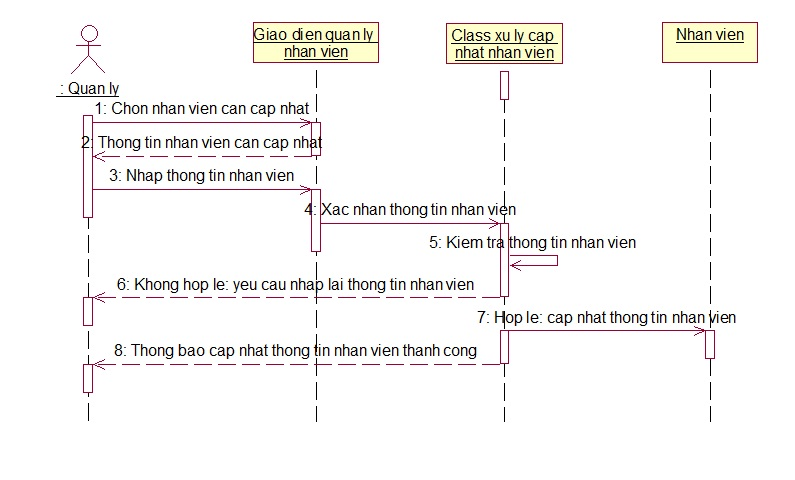 Giao dien quan ly
nhan vien
Class xu ly cap
nhat nhan vien
Nhan vien
: Quan ly
1: Chon nhan vien can cap nhat
2: Thong tin nhan vien can cap nhat
3: Nhap thong tin nhan vien
4: Xac nhan thong tin nhan vien
5: Kiem tra thong tin nhan vien
6: Khong hop le: yeu cau nhap lai thong tin nhan vien
7: Hop le: cap nhat thong tin nhan vien
8: Thong bao cap nhat thong tin nhan vien thanh cong